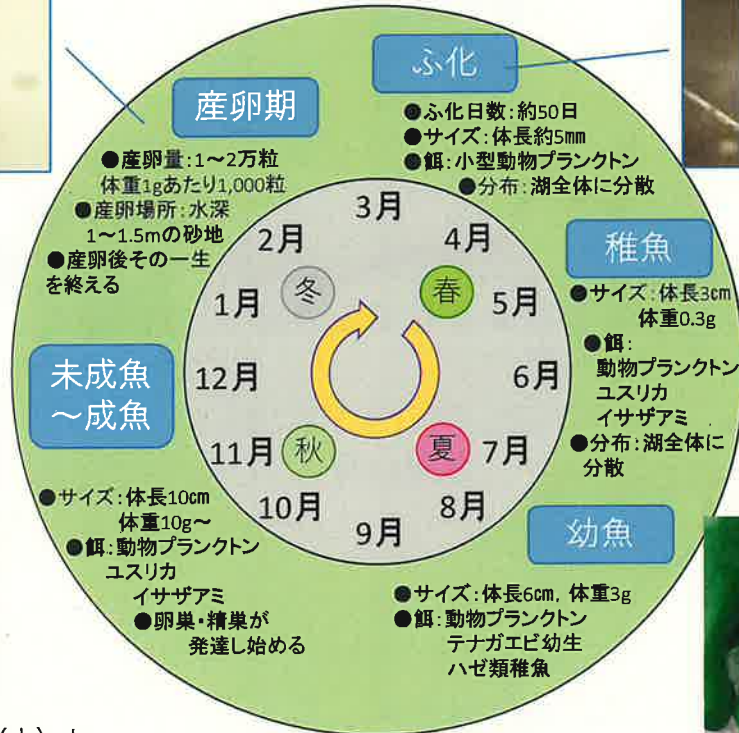 産卵期
●産卵量:1～2万粒
体重1gあたり1,000粒
●産卵場所:水深
1～1.5mの砂地
●産卵後その一生
を終える
ふ化
●ふ化日数:約50日
●サイズ:体長約5mm
●餌:小型動物プランクトン
●分布:湖全体に分散
稚魚
●サイズ:体長3cm
体重0.3g
●餌:
動物プランクトン
ユスリカ
イサザアミ
●分布:湖全体に
分散
幼魚
●サイズ:体長6cm, 体重3g
●餌:動物プランクトン
テナガエビ幼生
ハゼ類稚魚
未成魚
～成魚
●サイズ:体長10cm
体重10g～
●餌:動物プランクトン
ユスリカ
イサザアミ
●卵巣・精巣が
発達し始める
3月
4月
5月
6月
7月
8月
9月
10月
11月
12月
1月
2月
春
夏
秋
冬